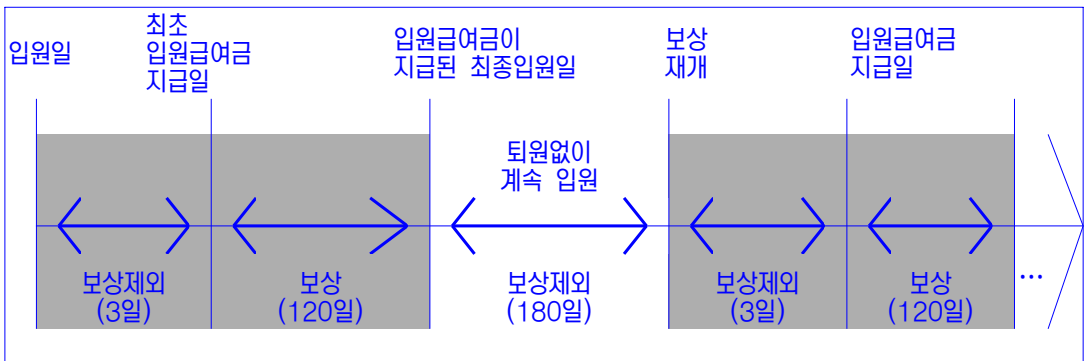 입원일
최초
입원급여금
지급일
입원급여금이
지급된 최종입원일
보상
재개
입원급여금
지급일
퇴원없이
계속 입원
보상제외
(3일)
보상
(120일)
보상제외
(180일)
보상제외
(3일)
보상
(120일)
...